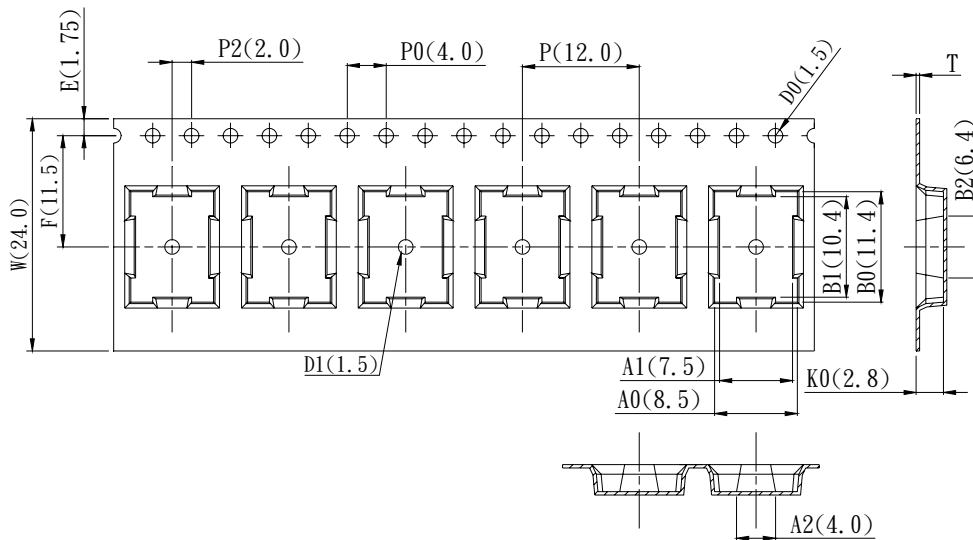 E(1.75)
P2(2.0)
P0(4.0)
P(12.0)
D0(1.5)
T
W(24.0)
F(11.5)
B1(10.4)
B0(11.4)
B2(6.4)
D1(1.5)
A1(7.5)
A0(8.5)
K0(2.8)
A2(4.0)